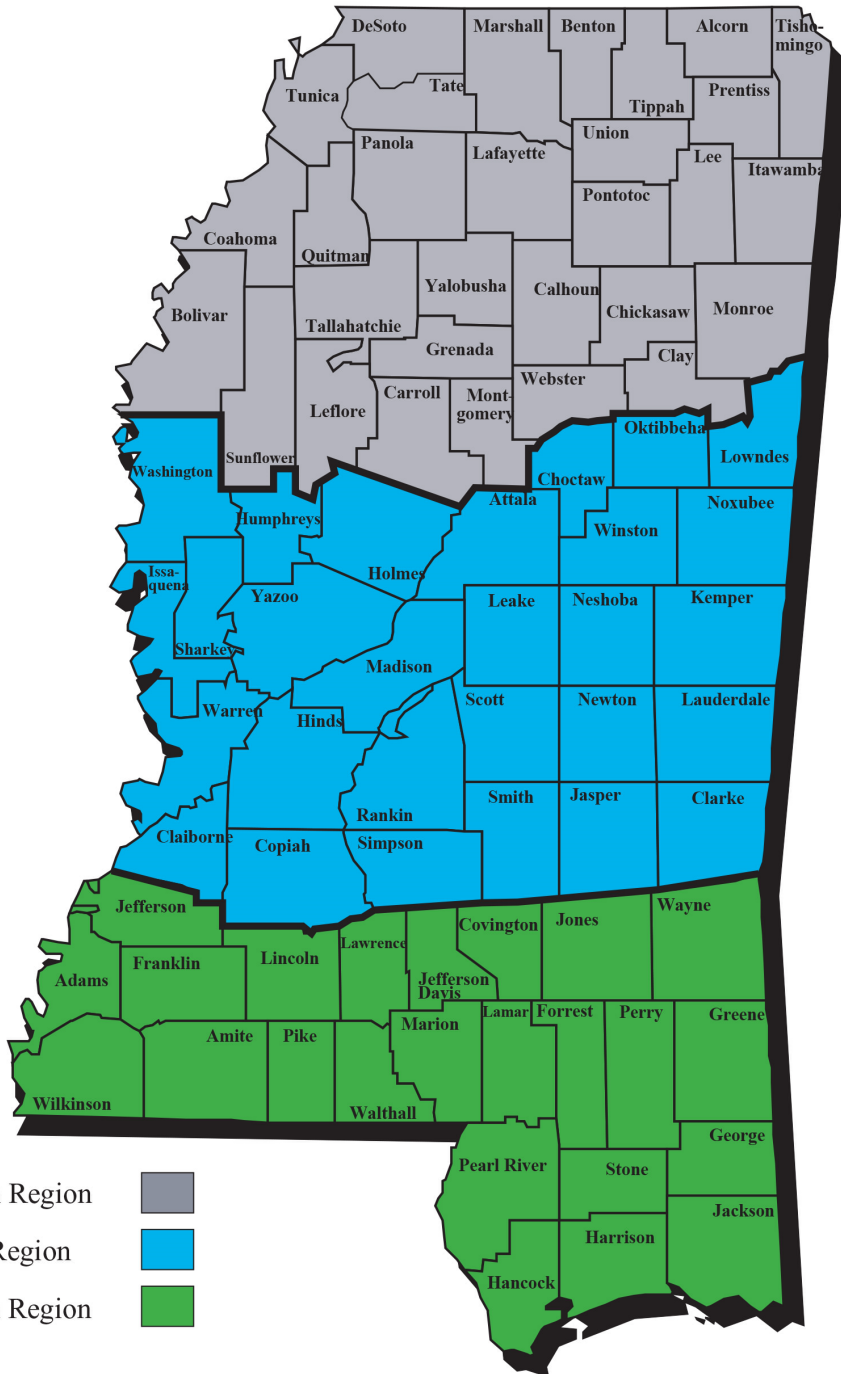 DeSoto
Marshall
Benton
Alcorn
Tisho-
mingo
Tunica
Tate
Tippah
Prentiss
Panola
Lafayette
Union
Lee
Itawamba
Pontotoc
Coahoma
Quitman
Bolivar
Tallahatchie
Yalobusha
Calhoun
Chickasaw
Monroe
Grenada
Clay
Leflore
Carroll
Mont-
gomery
Webster
Sunflower
Washington
Oktibbeha
Lowndes
Choctaw
Humphreys
Attala
Winston
Noxubee
Issa-
quena
Yazoo
Holmes
Leake
Neshoba
Kemper
Sharkey
Madison
Warren
Hinds
Scott
Newton
Lauderdale
Rankin
Smith
Jasper
Clarke
Claiborne
Copiah
Simpson
Jefferson
Lincoln
Lawrence
Covington
Jones
Wayne
Adams
Franklin
Jefferson
Davis
Amite
Pike
Marion
Lamar
Forrest
Perry
Greene
Wilkinson
Walthall
George
Pearl River
Stone
Jackson
Harrison
Hancock
Region
Region
Region